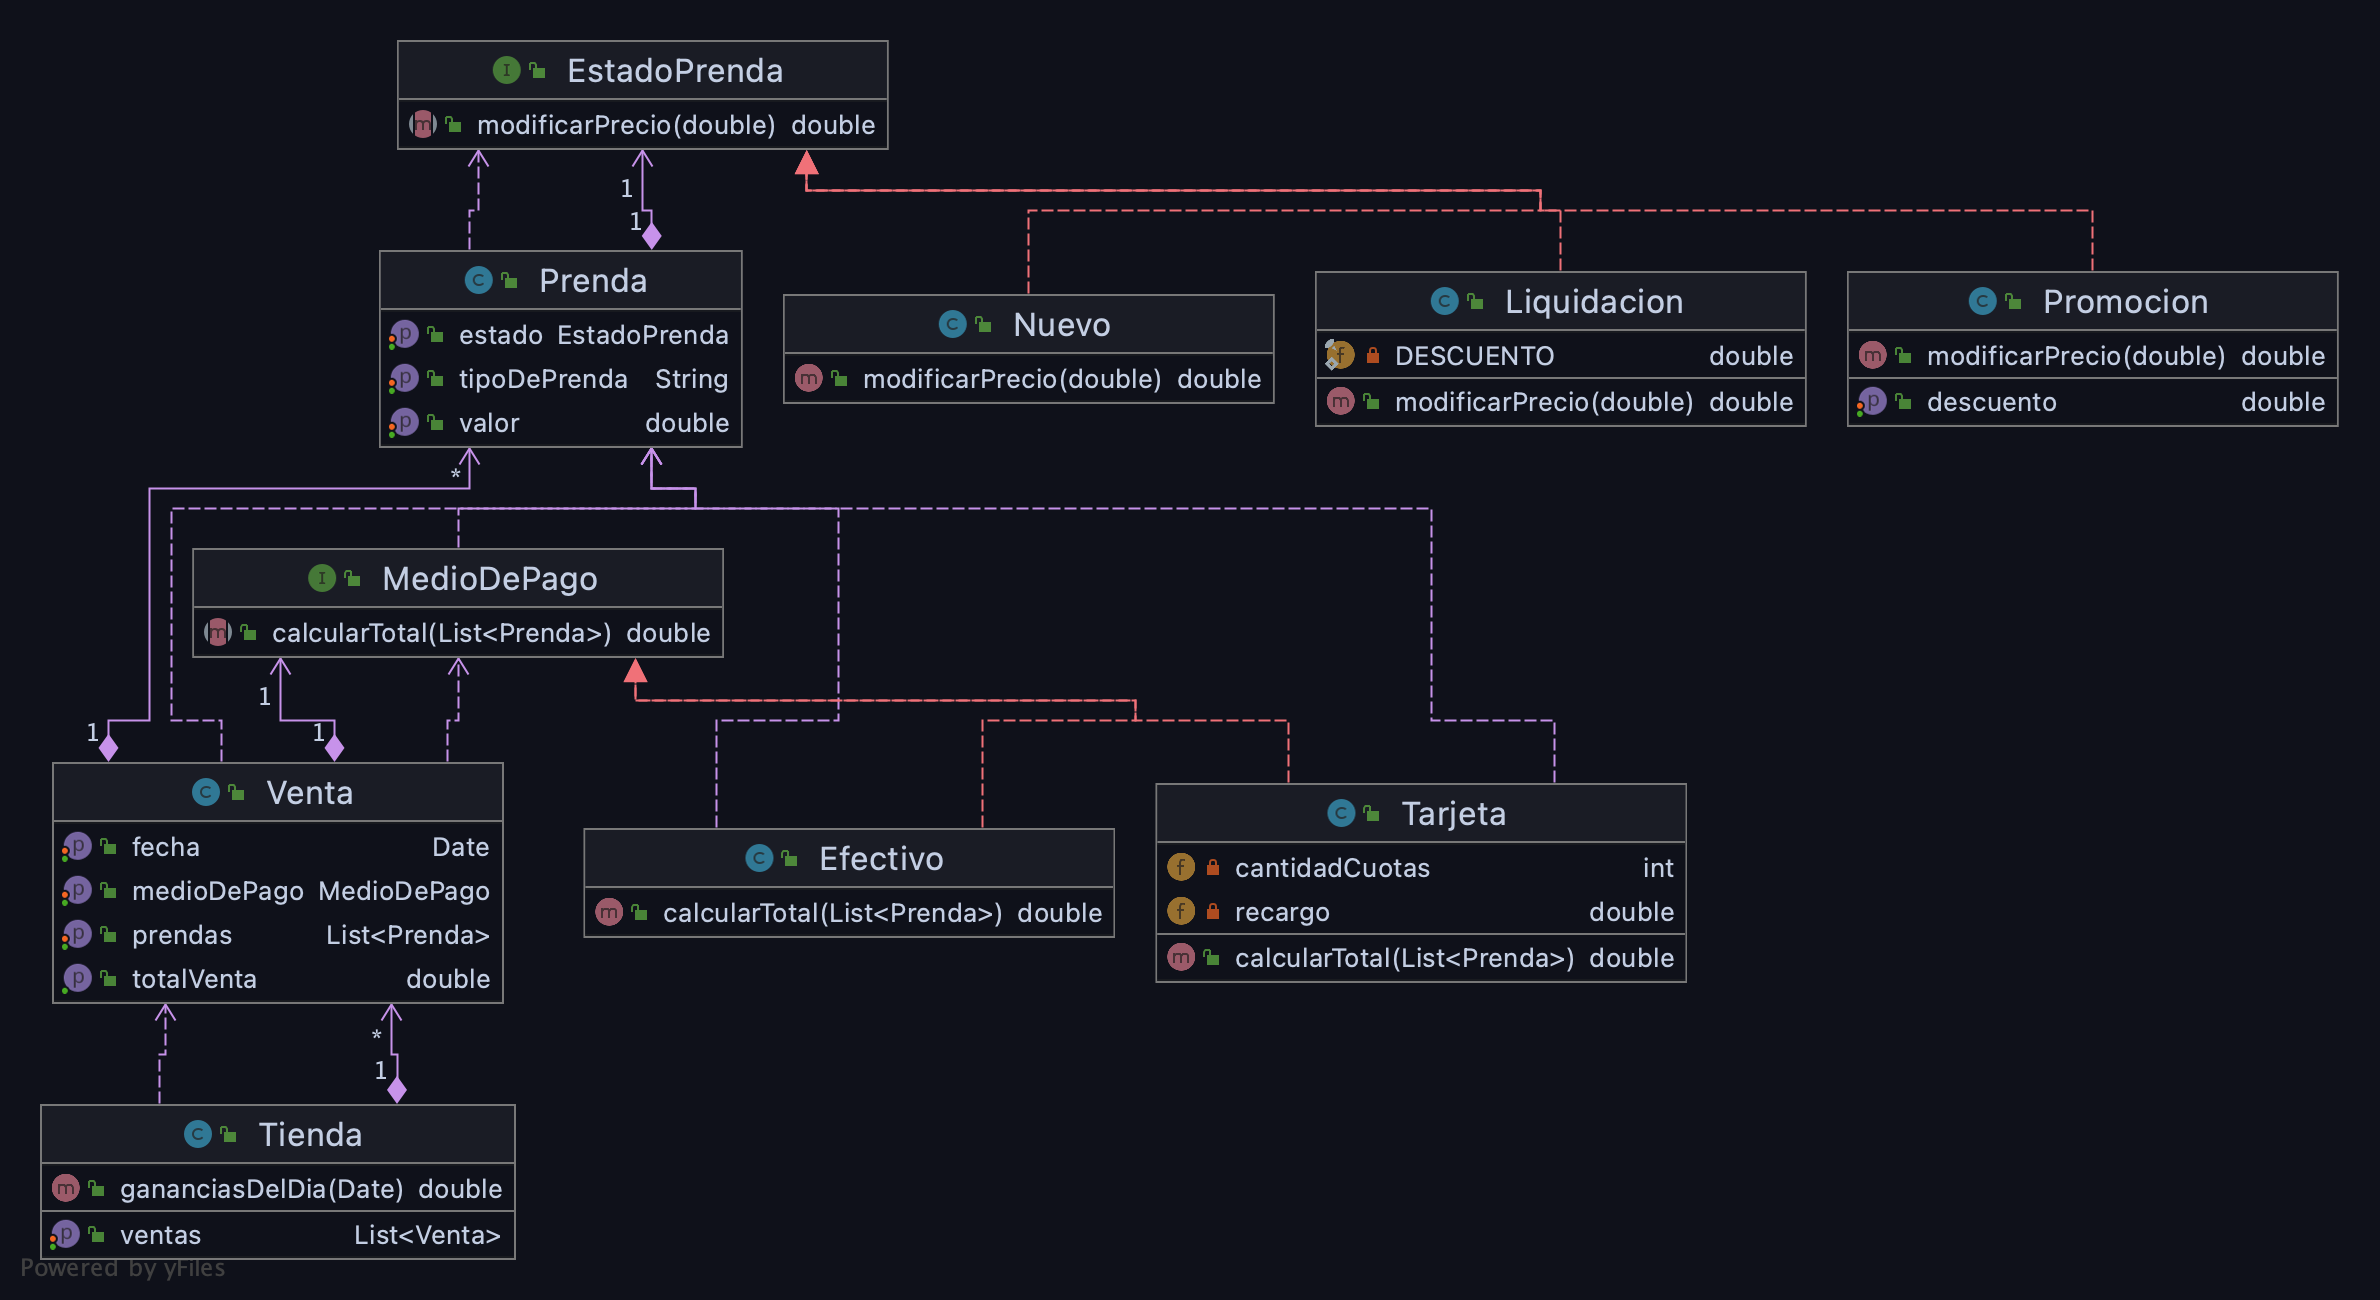 EstadoPrenda
modificarPrecio(double) double
1
1
Prenda
estado EstadoPrenda
tipoDePrenda String
valor double
Nuevo
modificarPrecio(double) double
Liquidacion
DESCUENTO double
modificarPrecio(double) double
Promocion
modificarPrecio(double) double
descuento double
*
MedioDePago
calcularTotal(List<Prenda>) double
1
1
1
Venta
fecha Date
medioDePago MedioDePago
prendas List<Prenda>
totalVenta double
Efectivo
calcularTotal(List<Prenda>) double
Tarjeta
cantidadCuotas int
recargo double
calcularTotal(List<Prenda>) double
*
1
Tienda
gananciasDelDia(Date) double
ventas List<Venta>
Powered by yFiles